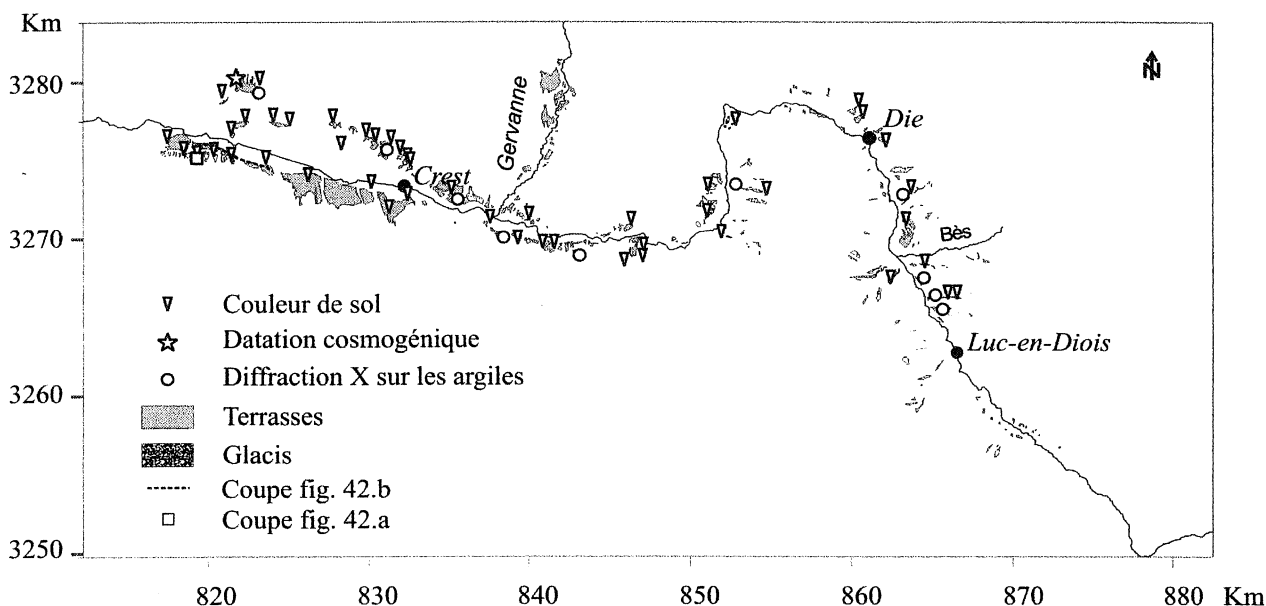 Km
3280
3270
3260
3250
N
Gervanne
Crest
Die
Bès
Luc-en-Diois
Couleur de sol
Datation cosmogénique
Diffraction X sur les argiles
Terrasses
Glacis
Coupe fig. 42.b
Coupe fig. 42.a
820 830 840 850 860 870 880 Km